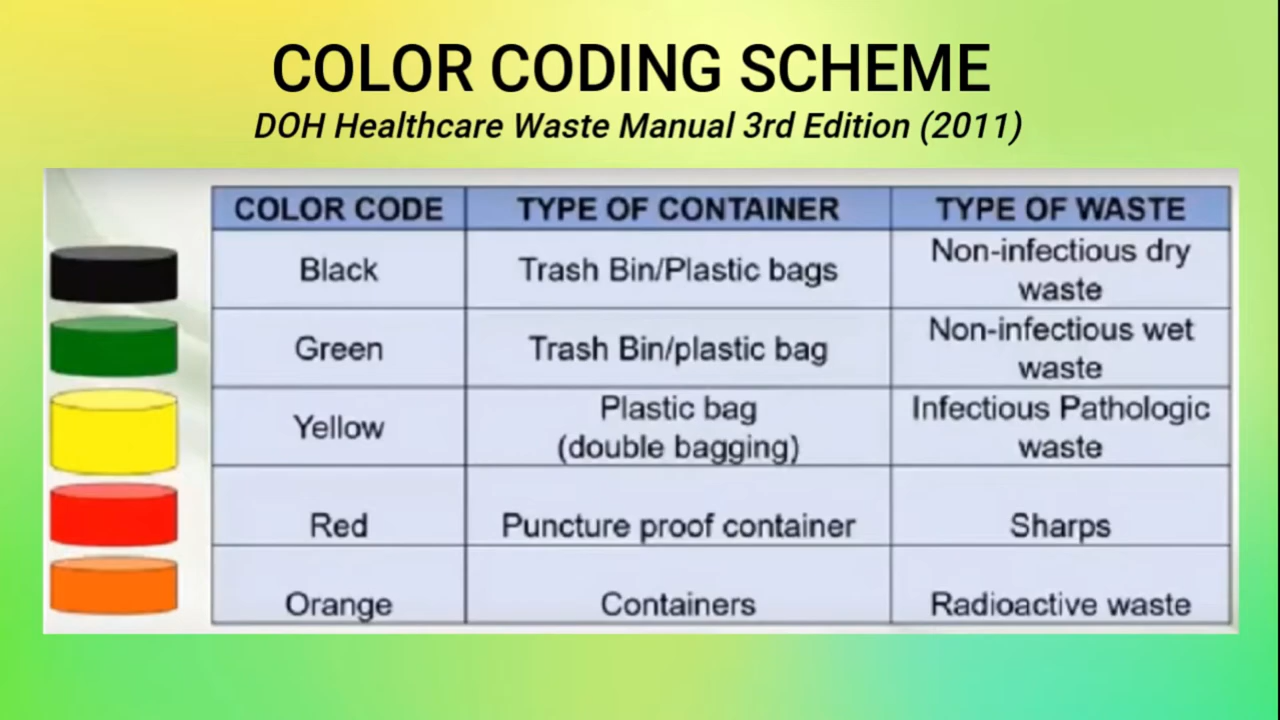 COLOR CODING SCHEME
DOH Healthcare Waste Manual 3rd Edition (2011)
COLOR CODE TYPE OF CONTAINER TYPE OF WASTE
Black Trash Bin/Plastic bags Non-infectious dry waste
Green Trash Bin/plastic bag Non-infectious wet waste
Yellow Plastic bag (double bagging) Infectious Pathologic waste
Red Puncture proof container Sharps
Orange Containers Radioactive waste